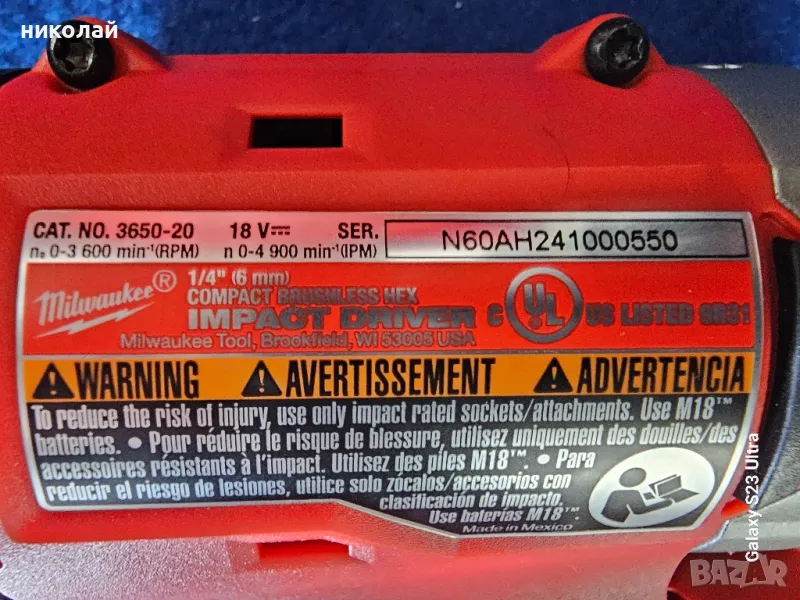 николай
CAT. NO. 3650-20 18 V SER. N60AH241000550
n₀ 0-3 600 min⁻¹(RPM) n 0-4 900 min⁻¹(IPM)
Milwaukee®
1/4" (6 mm)
COMPACT BRUSHLESS HEX
IMPACT DRIVER
Milwaukee Tool, Brookfield, WI 53005 USA
C UL US LISTED
WARNING AVERTISSEMENT ADVERTENCIA
To reduce the risk of injury, use only impact rated sockets/attachments. Use M18™
batteries. • Pour réduire le risque de blessure, utilisez uniquement des douilles/des
accessoires résistants à l'impact. Utilisez des piles M18™. • Para
reducir el riesgo de lesiones, utilice solo zócalos/accesorios con
clasificación de impacto.
Use baterías M18™
Made in Mexico
Galaxy S23 Ultra
BAZAR